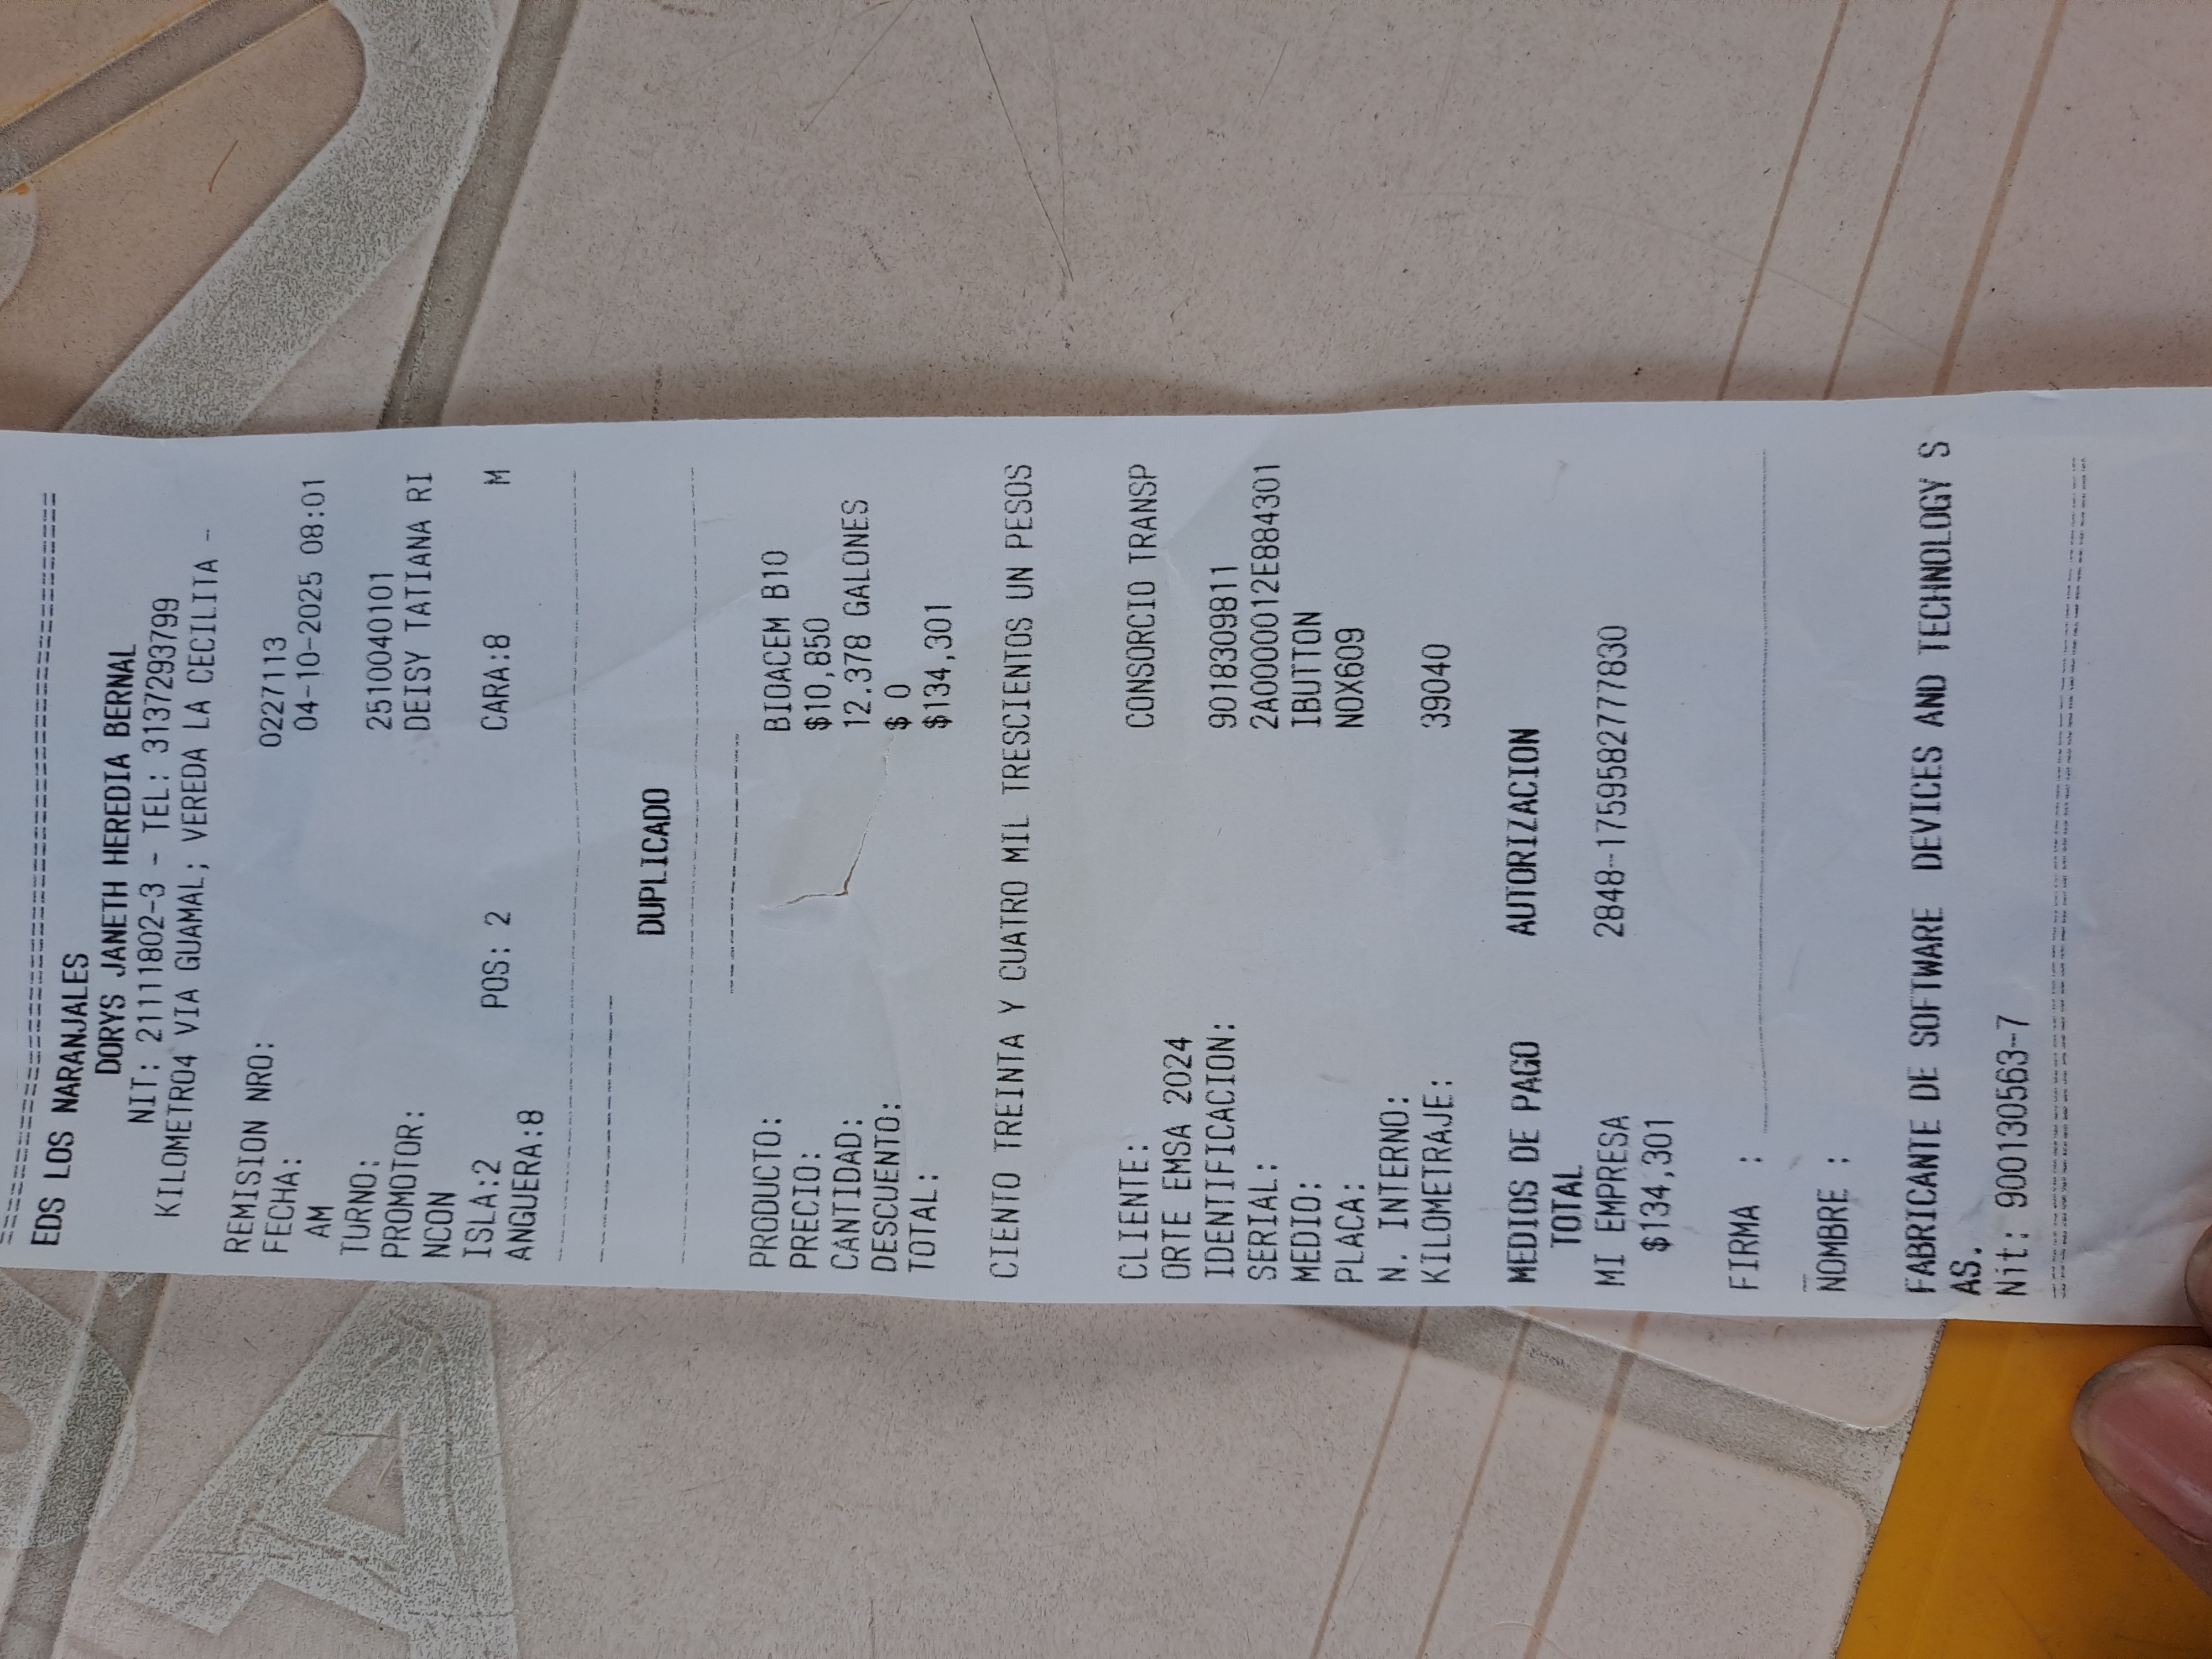 EDS LOS NARANJALES
DORYS JANETH HEREDIA BERNAL
NIT: 21111802-3 - TEL: 3137293799
KILOMETRO4 VIA GUAMAL; VEREDA LA CECILITA -
REMISION NRO: 0227113
FECHA: 04-10-2025 08:01
AM
TURNO: 2510040101
PROMOTOR: DEISY TATIANA RI
NCON
ISLA:2 POS: 2 CARA:8 M
ANGUERA:8
DUPLICADO
PRODUCTO: BIOACEM B10
PRECIO: $10,850
CANTIDAD: 12.378 GALONES
DESCUENTO: $ 0
TOTAL: $134,301
CIENTO TREINTA Y CUATRO MIL TRESCIENTOS UN PESOS
CLIENTE: CONSORCIO TRANSP
ORTE EMSA 2024
IDENTIFICACION: 9018309811
SERIAL: 2A0000012E884301
MEDIO: IBUTTON
PLACA: NOX609
N. INTERNO:
KILOMETRAJE: 39040
MEDIOS DE PAGO AUTORIZACION
TOTAL
MI EMPRESA 2848-1759582777830
$134,301
FIRMA :
NOMBRE :
FABRICANTE DE SOFTWARE DEVICES AND TECHNOLOGY S
AS.
Nit: 900130563-7